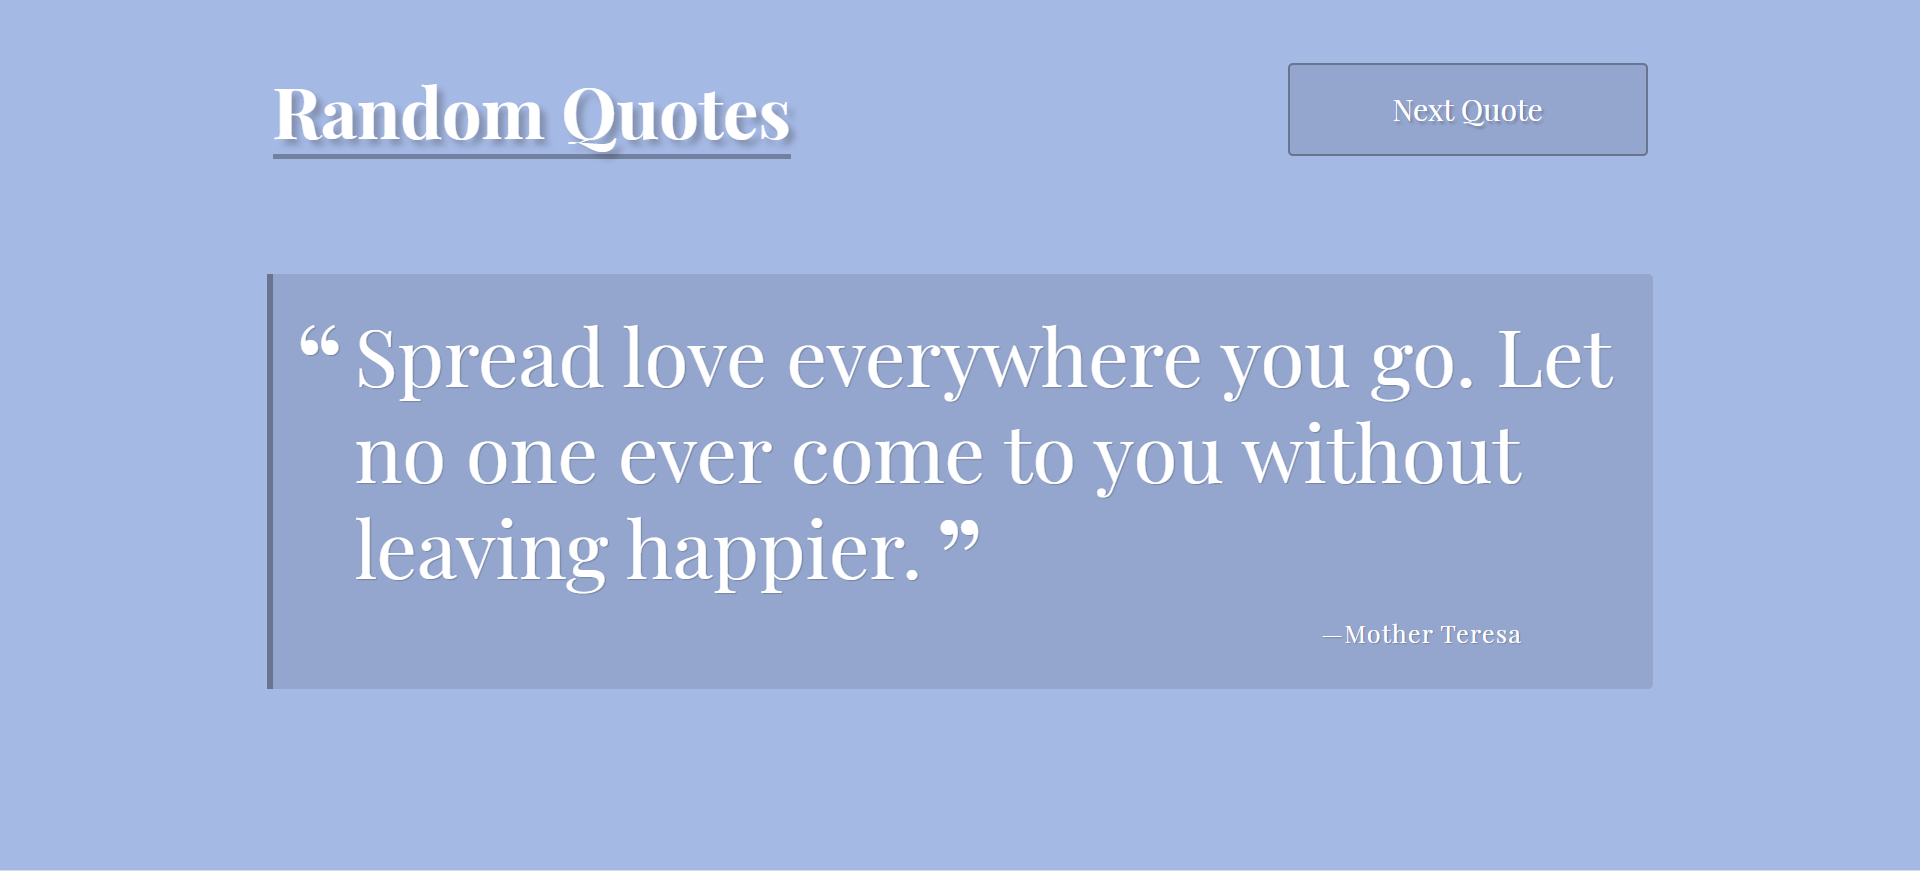 Random Quotes
Next Quote
“Spread love everywhere you go. Let
no one ever come to you without
leaving happier.”
—Mother Teresa